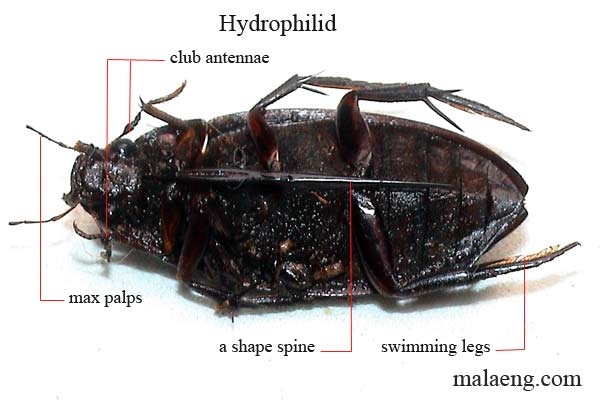 Hydrophilid
club antennae
max palps
a shape spine
swimming legs
malaeng.com